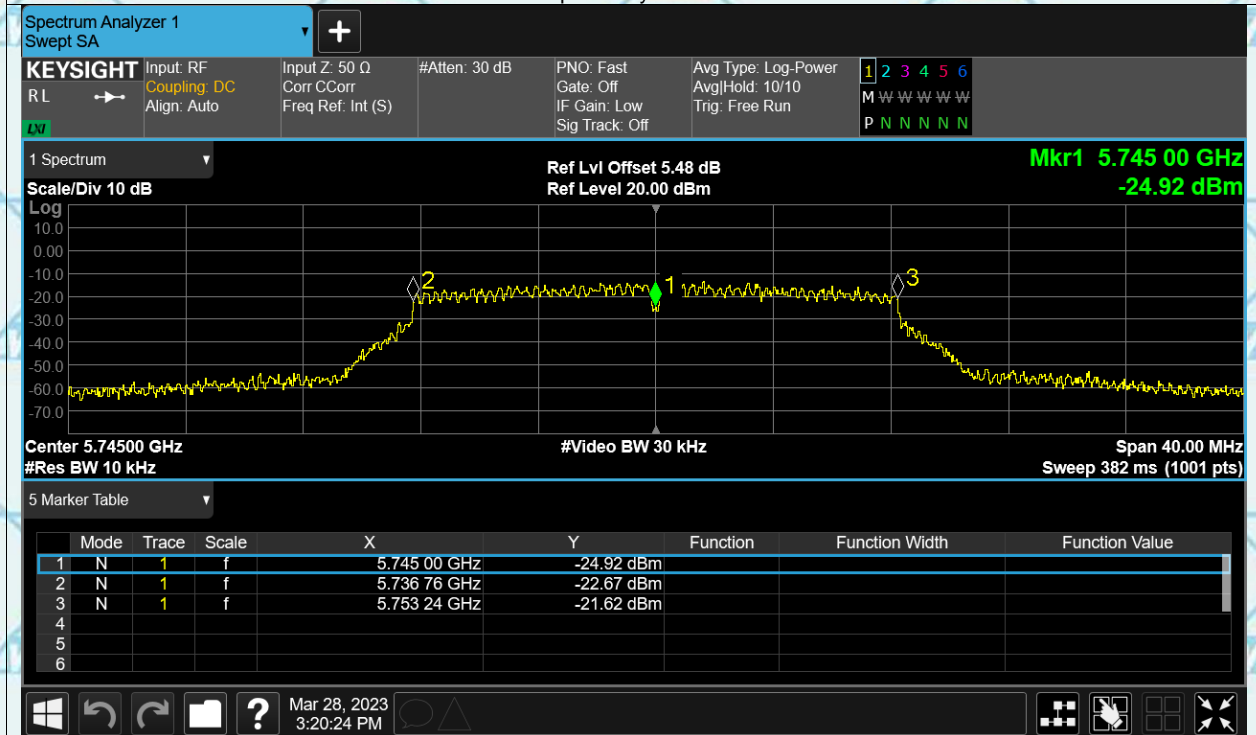 Spectrum Analyzer 1
Swept SA
+
KEYSIGHT Input: RF Input Z: 50 Ω #Atten: 30 dB PNO: Fast Avg Type: Log-Power 1 2 3 4 5 6
RL Coupling: DC Corr CCorr Gate: Off Avg|Hold: 10/10 M W W W W W
Align: Auto Freq Ref: Int (S) IF Gain: Low Trig: Free Run
LXI Sig Track: Off P N N N N N
1 Spectrum Ref Lvl Offset 5.48 dB Mkr1 5.745 00 GHz
Scale/Div 10 dB Ref Level 20.00 dBm -24.92 dBm
Log
10.0
0.00
-10.0
2 1 3
-20.0
-30.0
-40.0
-50.0
-60.0
-70.0
Center 5.74500 GHz #Video BW 30 kHz Span 40.00 MHz
#Res BW 10 kHz Sweep 382 ms (1001 pts)
5 Marker Table
Mode Trace Scale X Y Function Function Width Function Value
1 N 1 f 5.745 00 GHz -24.92 dBm
2 N 1 f 5.736 76 GHz -22.67 dBm
3 N 1 f 5.753 24 GHz -21.62 dBm
4
5
6
? Mar 28, 2023
3:20:24 PM